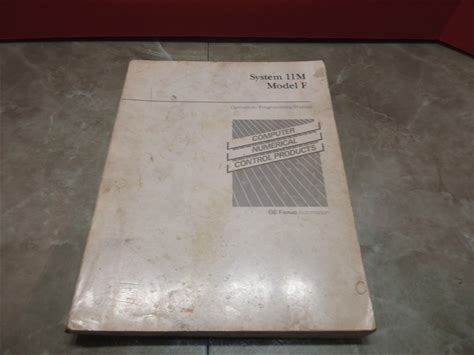 System 11M
Model F
Operation/Programming Manual
COMPUTER
NUMERICAL
CONTROL PRODUCTS
GE Fanuc Automation